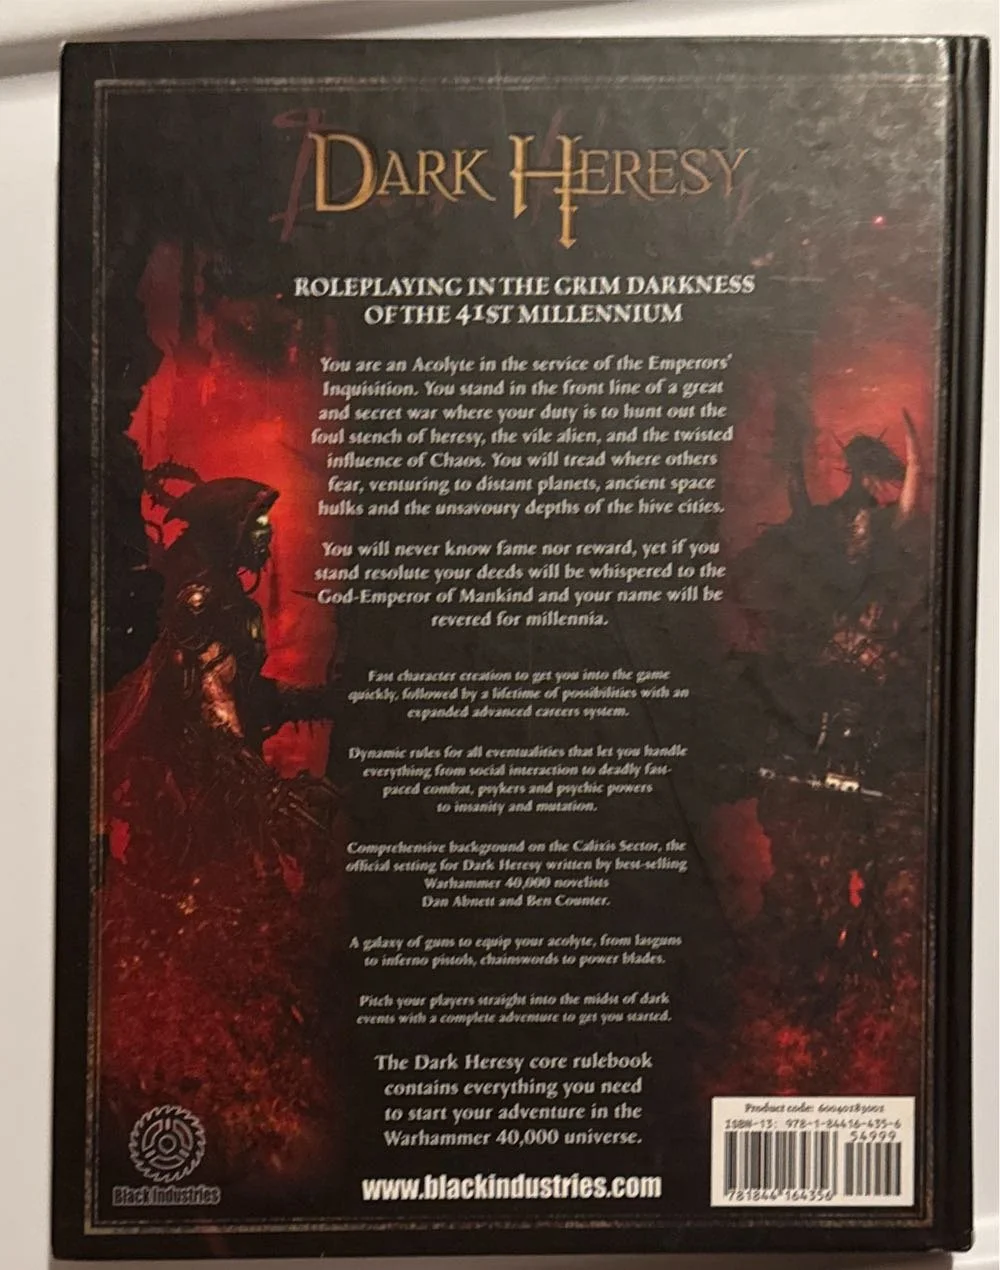 DARK HERESY
ROLEPLAYING IN THE GRIM DARKNESS
OF THE 41ST MILLENNIUM
You are an Acolyte in the service of the Emperors'
Inquisition. You stand in the front line of a great
and secret war where your duty is to hunt out the
foul stench of heresy, the vile alien, and the twisted
influence of Chaos. You will tread where others
fear, venturing to distant planets, ancient space
hulks and the unsavoury depths of the hive cities.
You will never know fame nor reward, yet if you
stand resolute your deeds will be whispered to the
God-Emperor of Mankind and your name will be
revered for millennia.
Fast character creation to get you into the game
quickly, followed by a lifetime of possibilities with an
expanded advanced careers system.
Dynamic rules for all eventualities that let you handle
everything from social interaction to deadly fast-
paced combat, psykers and psychic powers
to insanity and mutation.
Comprehensive background on the Calixis Sector, the
official setting for Dark Heresy written by best-selling
Warhammer 40,000 novelists
Dan Abnett and Ben Counter.
A galaxy of guns to equip your acolyte, from lasguns
to inferno pistols, chainswords to power blades.
Pitch your players straight into the midst of dark
events with a complete adventure to get you started.
The Dark Heresy core rulebook
contains everything you need
to start your adventure in the
Warhammer 40,000 universe.
Black Industries
www.blackindustries.com
Product code: 60040283002
ISBN-13: 978-1-84416-435-6
54999
781844 164356